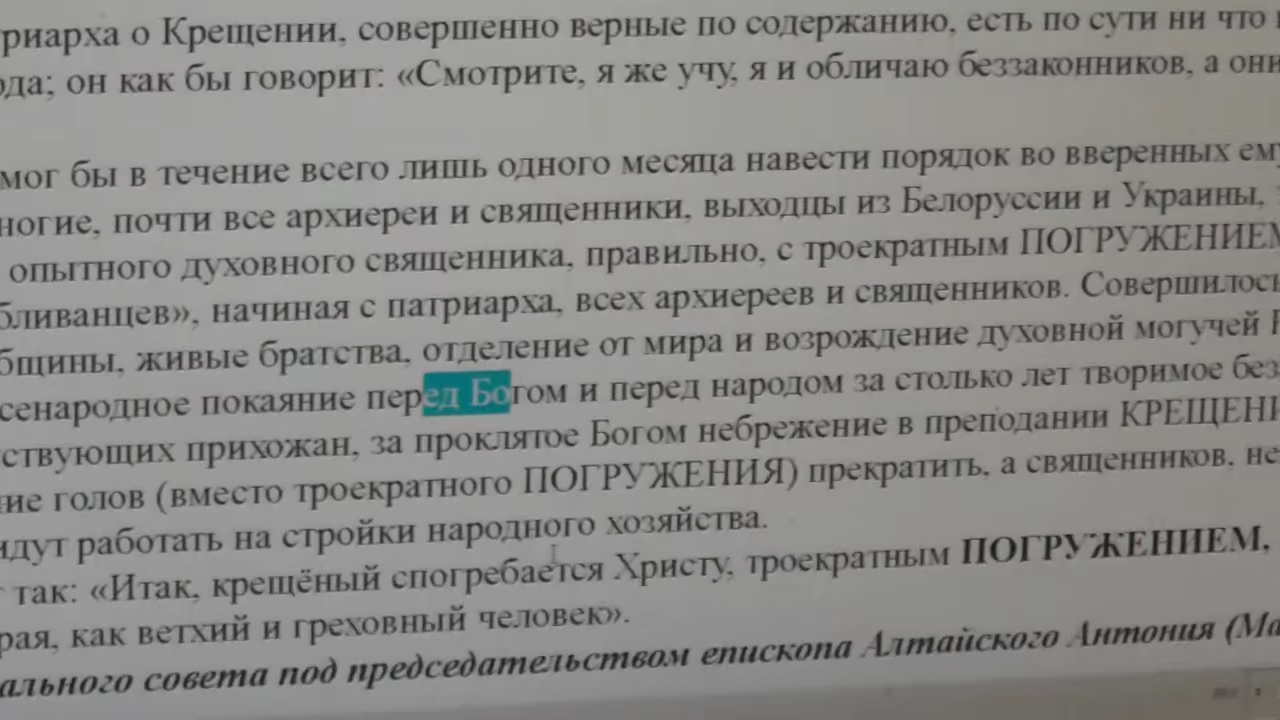 риарха о Крещении, совершенно верные по содержанию, есть по сути ни что
ода; он как бы говорит: «Смотрите, я же учу, я и обличаю беззаконников, а они
мог бы в течение всего лишь одного месяца навести порядок во вверенных ему
ногие, почти все архиереи и священники, выходцы из Белоруссии и Украины,
опытного духовного священника, правильно, с троекратным ПОГРУЖЕНИЕМ
бливанцев», начиная с патриарха, всех архиереев и священников. Совершилось
бщины, живые братства, отделение от мира и возрождение духовной могучей
сенародное покаяние перед Богом и перед народом за столько лет творимое без
ствующих прихожан, за проклятое Богом небрежение в преподании КРЕЩЕНИ
ние голов (вместо троекратного ПОГРУЖЕНИЯ) прекратить, а священников, не
идут работать на стройки народного хозяйства.
т так: «Итак, крещёный спогребается Христу, троекратным ПОГРУЖЕНИЕМ,
рая, как ветхий и греховный человек».
ального совета под председательством епископа Алтайского Антония (Ма